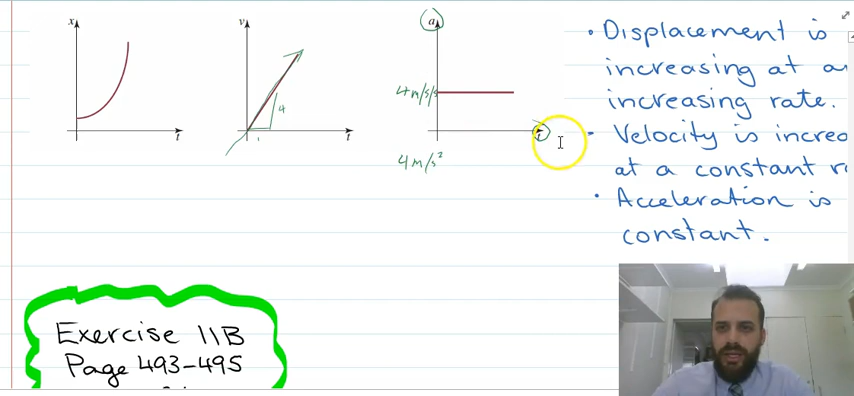 x
v
a
4m/s/s
4
t
t
t
4m/s²
• Displacement is
increasing at a
increasing rate.
• Velocity is increa
at a constant r
• Acceleration is
constant.
Exercise 11B
Page 493-495